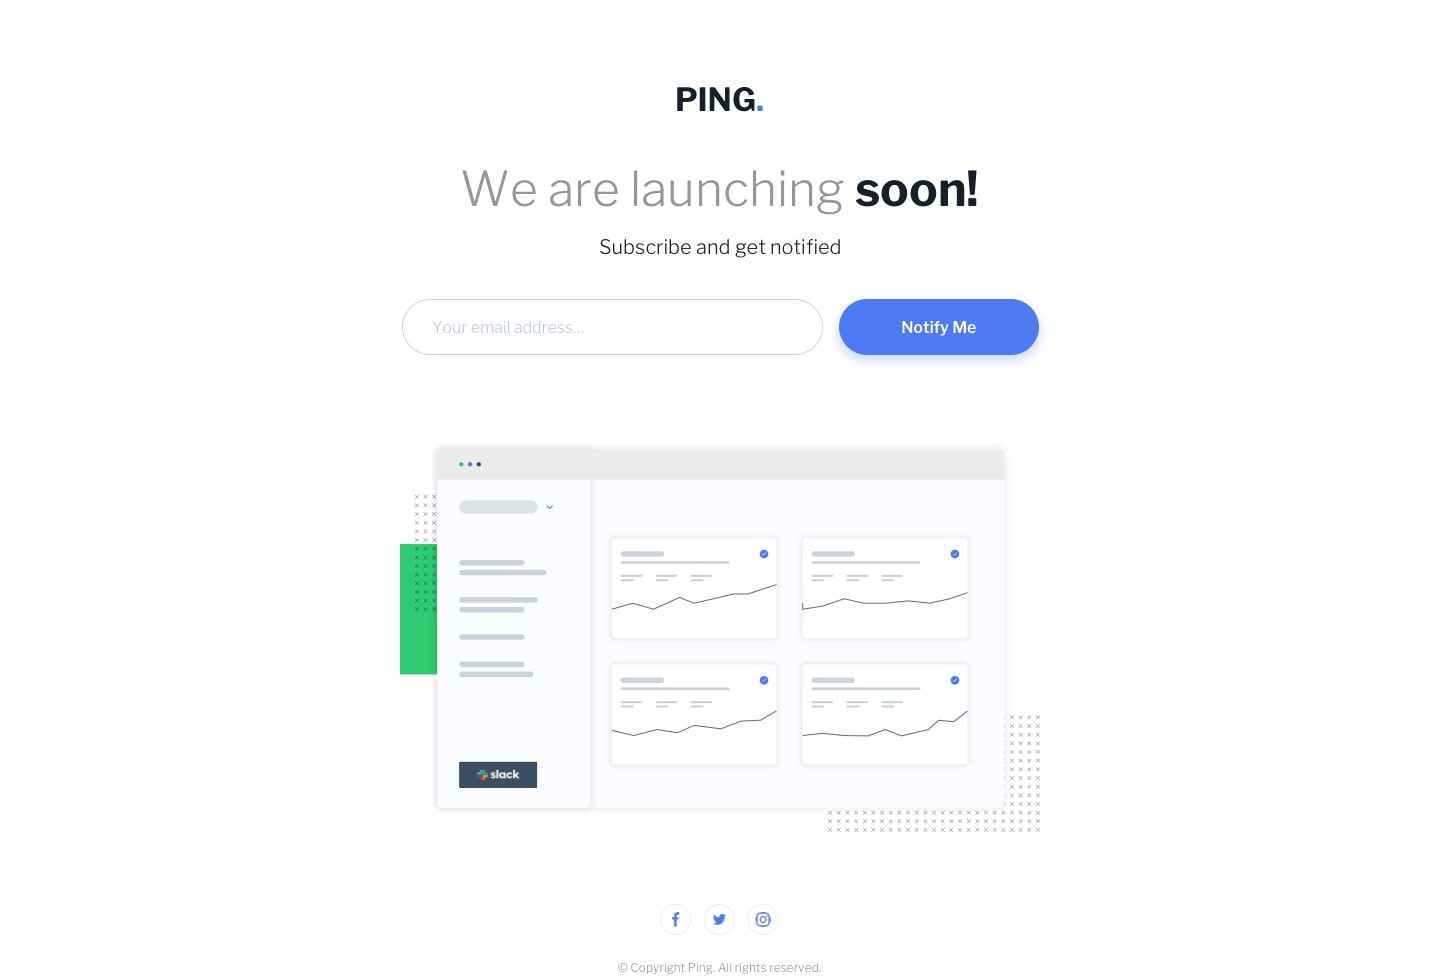 PING.
We are launching soon!
Subscribe and get notified
Your email address...
Notify Me
slack
© Copyright Ping. All rights reserved.